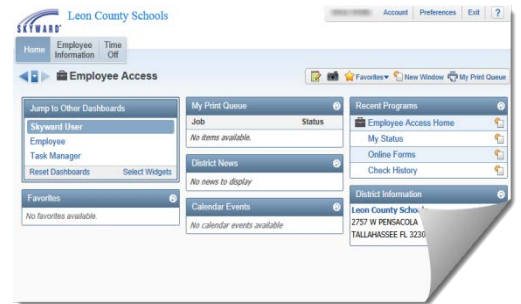 Leon County Schools
SKYWARD
Account Preferences Exit ?
Home
Employee Information
Time Off
Employee Access
Favorites
New Window
My Print Queue
Jump to Other Dashboards
Skyward User
Employee
Task Manager
Reset Dashboards Select Widgets
Favorites
No favorites available.
My Print Queue
Job Status
No items available.
District News
No news to display
Calendar Events
No calendar events available
Recent Programs
Employee Access Home
My Status
Online Forms
Check History
District Information
Leon County
2757 W PENSACOLA
TALLAHASSEE FL